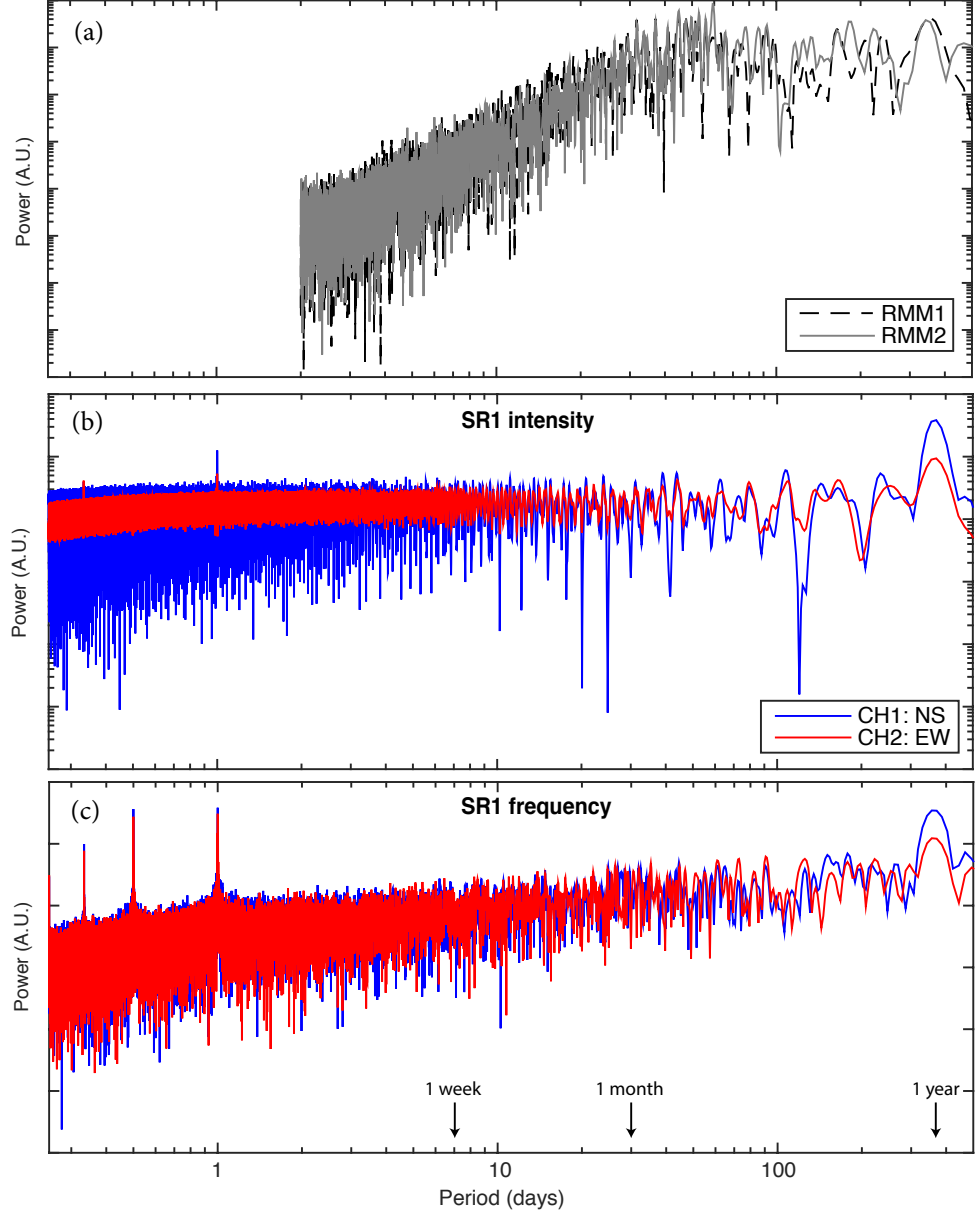 (a)
Power (A.U.)
RMM1
RMM2
(b)
SR1 intensity
Power (A.U.)
CH1: NS
CH2: EW
(c)
SR1 frequency
Power (A.U.)
1 week
1 month
1 year
1
10
100
Period (days)